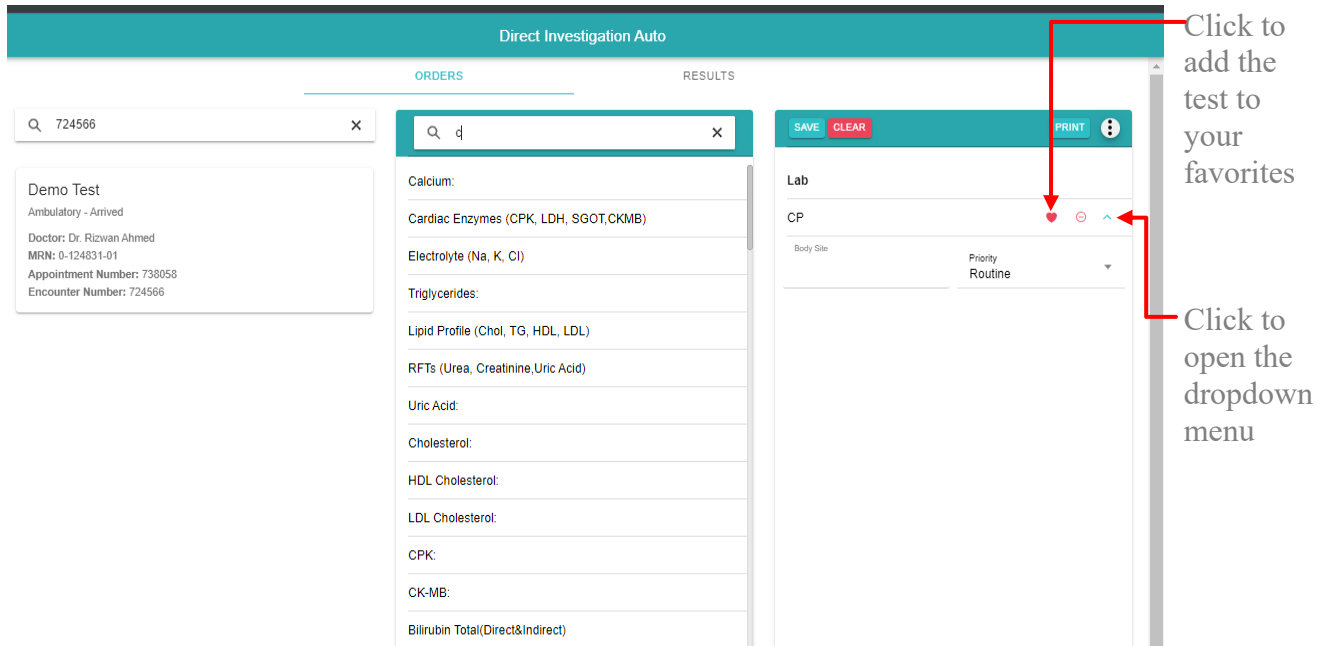 Direct Investigation Auto
ORDERS
RESULTS
724566
Demo Test
Ambulatory - Arrived
Doctor: Dr. Rizwan Ahmed
MRN: 0-124831-01
Appointment Number: 738058
Encounter Number: 724566
c
Calcium:
Cardiac Enzymes (CPK, LDH, SGOT,CKMB)
Electrolyte (Na, K, Cl)
Triglycerides:
Lipid Profile (Chol, TG, HDL, LDL)
RFTs (Urea, Creatinine,Uric Acid)
Uric Acid:
Cholesterol:
HDL Cholesterol:
LDL Cholesterol:
CPK:
CK-MB:
Bilirubin Total(Direct&Indirect)
SAVE CLEAR PRINT
Lab
CP
Body Site
Priority
Routine
Click to
add the
test to
your
favorites
Click to
open the
dropdown
menu